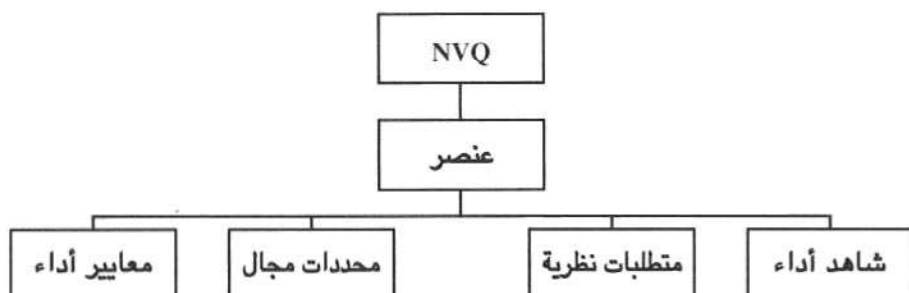 NVQ
عنصر
شاهد أداء
متطلبات نظرية
محددات مجال
معايير أداء